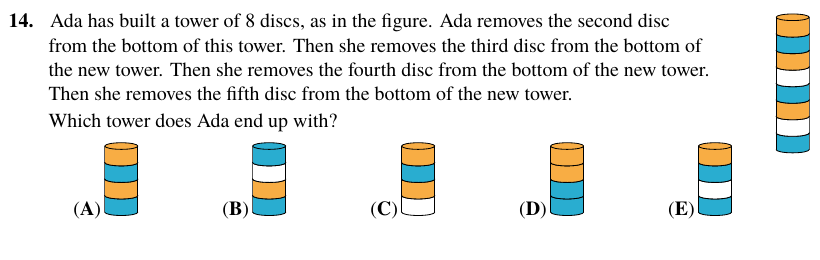 14. Ada has built a tower of 8 discs, as in the figure. Ada removes the second disc
from the bottom of this tower. Then she removes the third disc from the bottom of
the new tower. Then she removes the fourth disc from the bottom of the new tower.
Then she removes the fifth disc from the bottom of the new tower.
Which tower does Ada end up with?
(A) (B) (C) (D) (E)